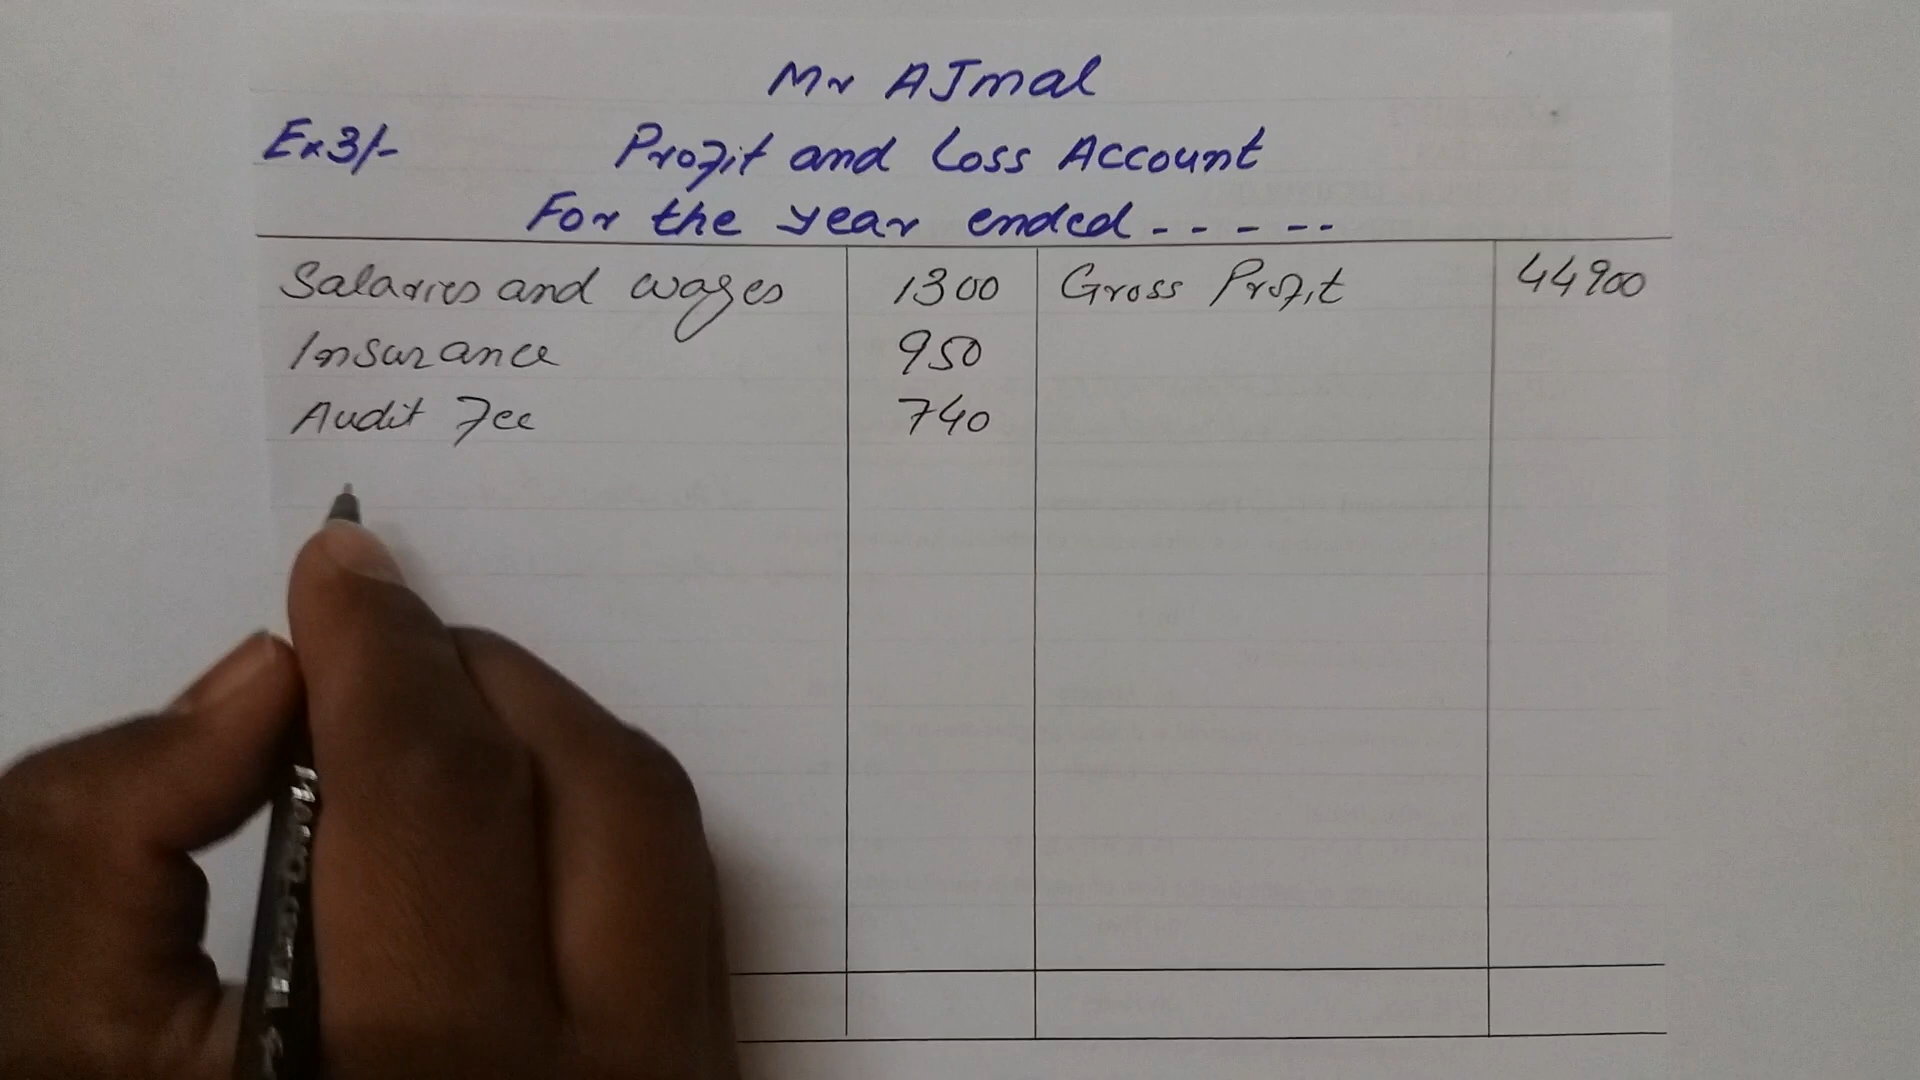 Mr AJmal
Ex3/-
Profit and Loss Account
For the year ended - - - - -
Salaries and wages 1300 Gross Profit 44900
Insurance 950
Audit Fee 740